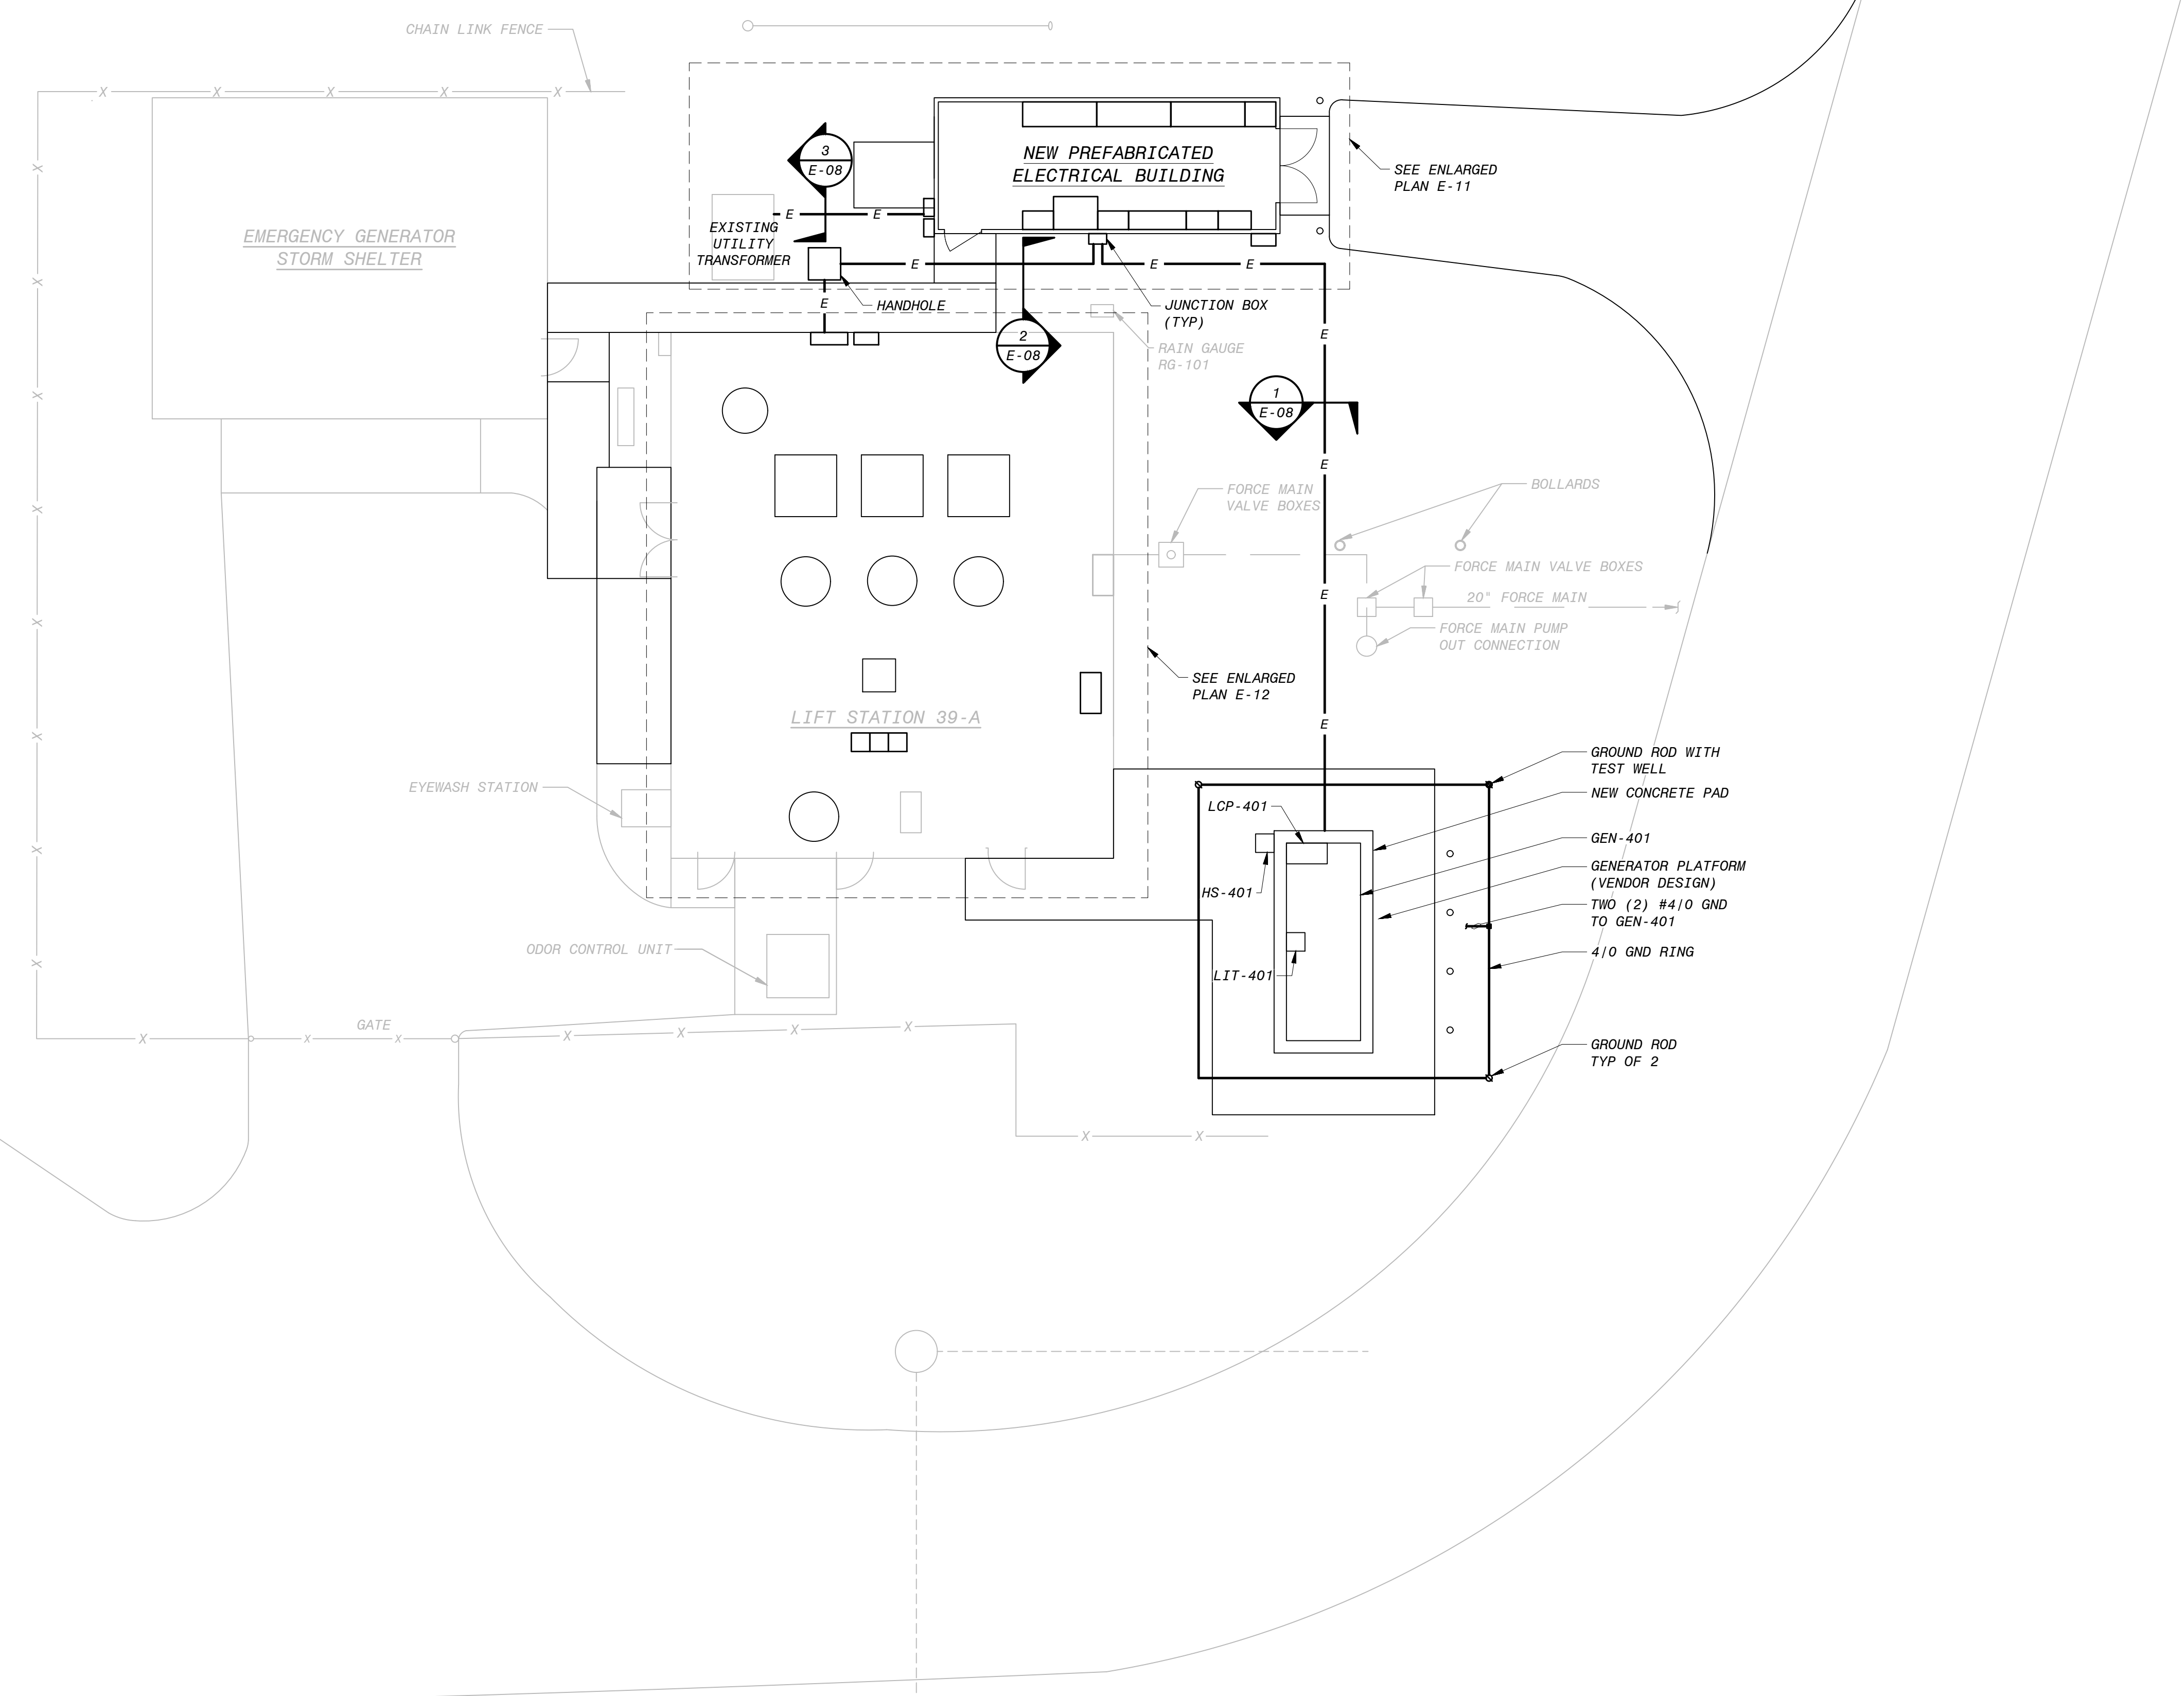 CHAIN LINK FENCE
X X X X X
3
E-08
NEW PREFABRICATED
ELECTRICAL BUILDING
SEE ENLARGED
PLAN E-11
X
EMERGENCY GENERATOR
STORM SHELTER
EXISTING
UTILITY
TRANSFORMER
E E
E E E
X
E
HANDHOLE
JUNCTION BOX
(TYP)
2
E-08
E
RAIN GAUGE
RG-101
X
1
E-08
E
FORCE MAIN
VALVE BOXES
BOLLARDS
X
FORCE MAIN VALVE BOXES
E
20" FORCE MAIN
X
FORCE MAIN PUMP
OUT CONNECTION
SEE ENLARGED
PLAN E-12
LIFT STATION 39-A
E
X
GROUND ROD WITH
TEST WELL
EYEWASH STATION
NEW CONCRETE PAD
LCP-401
X
GEN-401
GENERATOR PLATFORM
(VENDOR DESIGN)
HS-401
TWO (2) #4/0 GND
TO GEN-401
ODOR CONTROL UNIT
4/0 GND RING
X
LIT-401
GATE
X X X X X X X
GROUND ROD
TYP OF 2
X X